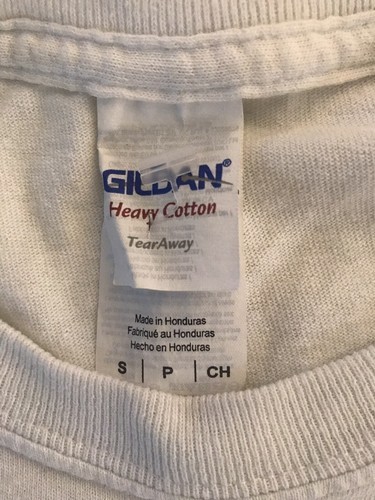 GILDAN®
Heavy Cotton
TearAway
Made in Honduras
Fabriqué au Honduras
Hecho en Honduras
S | P | CH